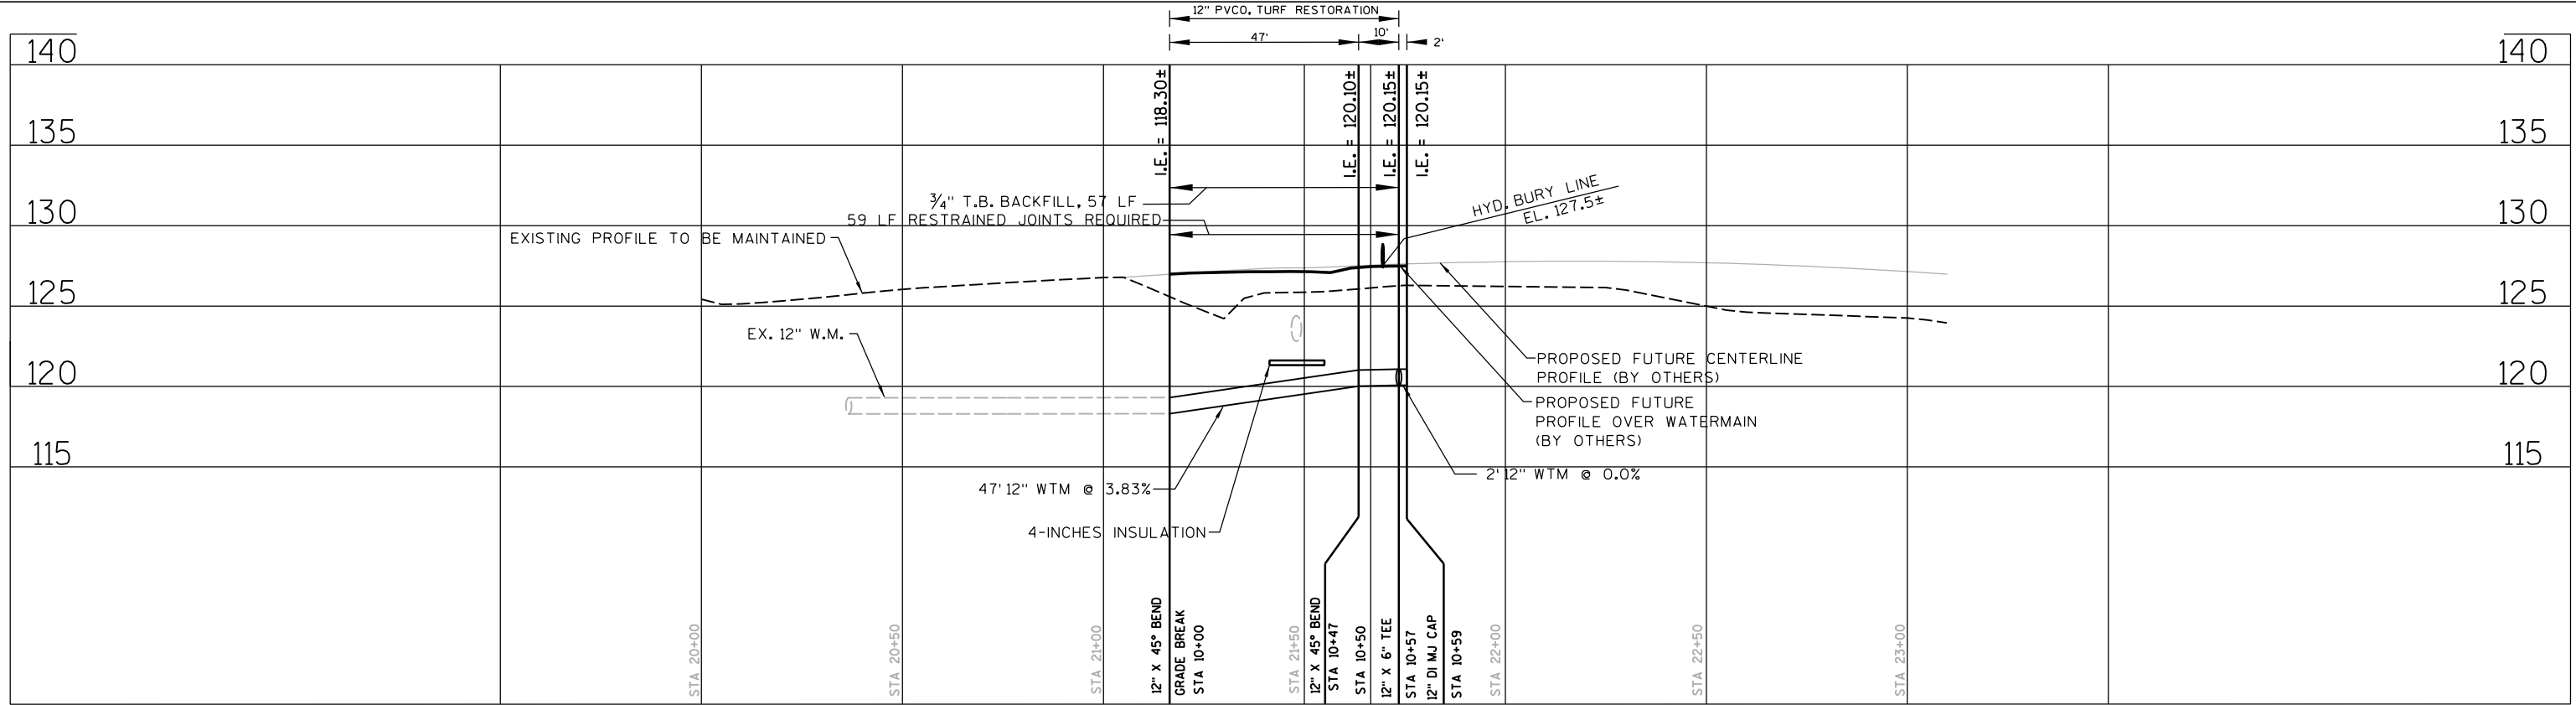 12" PVCO, TURF RESTORATION
47'
10'
2'
140
140
135
135
130
130
125
125
120
120
115
115
I.E. = 118.30±
I.E. = 120.10±
I.E. = 120.15±
I.E. = 120.15±
¾" T.B. BACKFILL, 57 LF
59 LF RESTRAINED JOINTS REQUIRED
EXISTING PROFILE TO BE MAINTAINED
HYD. BURY LINE
EL. 127.5±
EX. 12" W.M.
PROPOSED FUTURE CENTERLINE
PROFILE (BY OTHERS)
PROPOSED FUTURE
PROFILE OVER WATERMAIN
(BY OTHERS)
2' 12" WTM @ 0.0%
47' 12" WTM @ 3.83%
4-INCHES INSULATION
STA 20+00
STA 20+50
STA 21+00
12" X 45° BEND
GRADE BREAK
STA 10+00
STA 21+50
12" X 45° BEND
STA 10+47
STA 10+50
12" X 6" TEE
STA 10+57
12" DI MJ CAP
STA 10+59
STA 22+00
STA 22+50
STA 23+00